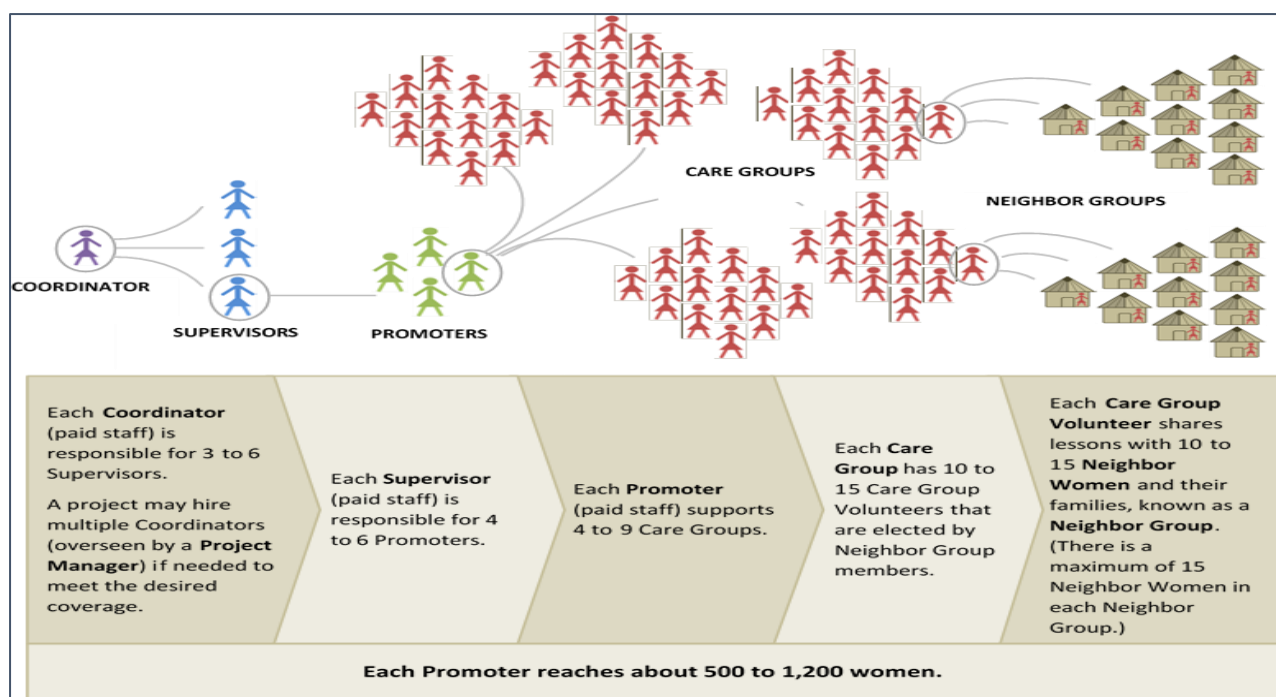 CARE GROUPS
NEIGHBOR GROUPS
COORDINATOR
SUPERVISORS
PROMOTERS
Each Coordinator
(paid staff) is
responsible for 3 to 6
Supervisors.
A project may hire
multiple Coordinators
(overseen by a Project
Manager) if needed to
meet the desired
coverage.
Each Supervisor
(paid staff) is
responsible for 4
to 6 Promoters.
Each Promoter
(paid staff) supports
4 to 9 Care Groups.
Each Care
Group has 10 to
15 Care Group
Volunteers that
are elected by
Neighbor Group
members.
Each Care Group
Volunteer shares
lessons with 10 to
15 Neighbor
Women and their
families, known as a
Neighbor Group.
(There is a
maximum of 15
Neighbor Women in
each Neighbor
Group.)
Each Promoter reaches about 500 to 1,200 women.